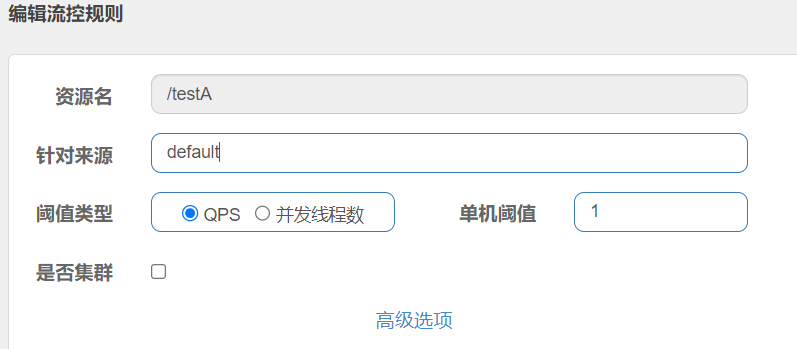 编辑流控规则
资源名 /testA
针对来源 default
阈值类型 QPS 并发线程数 单机阈值 1
是否集群
高级选项